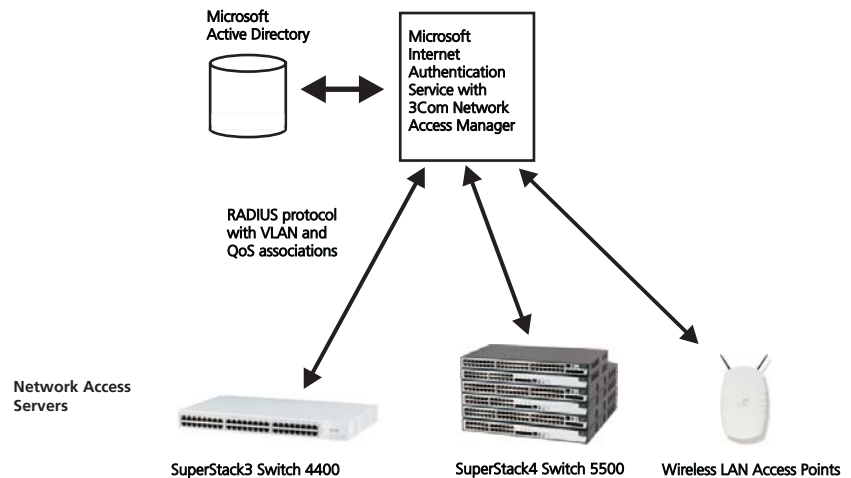 Microsoft
Active Directory
Microsoft
Internet
Authentication
Service with
3Com Network
Access Manager
RADIUS protocol
with VLAN and
QoS associations
Network Access
Servers
SuperStack3 Switch 4400
SuperStack4 Switch 5500
Wireless LAN Access Points